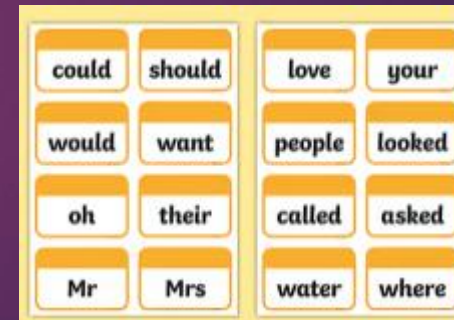 could should
would want
oh their
Mr Mrs
love your
people looked
called asked
water where